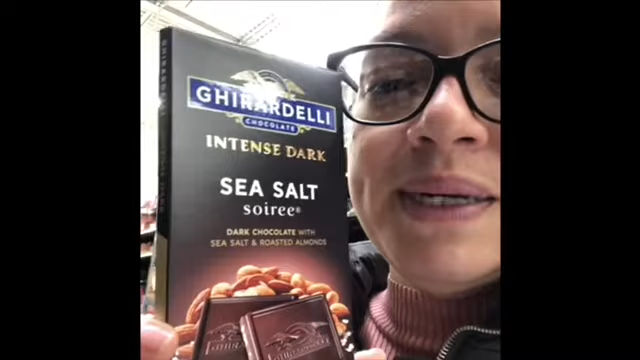 GHIRARDELLI
CHOCOLATE
INTENSE DARK
SEA SALT
soiree®
DARK CHOCOLATE WITH
SEA SALT & ROASTED ALMONDS